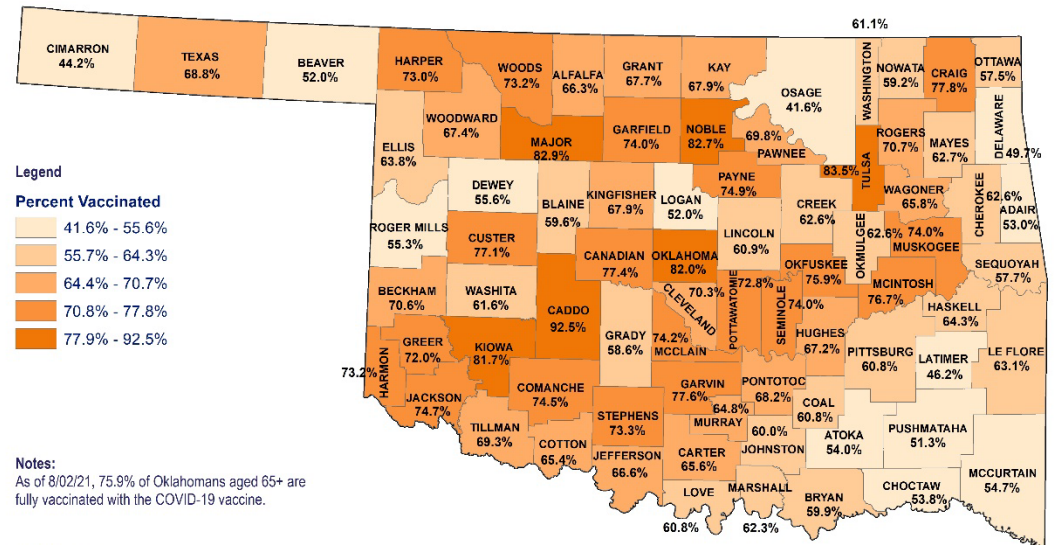 61.1%
CIMARRON
44.2%
TEXAS
68.8%
BEAVER
52.0%
HARPER
73.0%
WOODS
73.2%
ALFALFA
66.3%
GRANT
67.7%
KAY
67.9%
OSAGE
41.6%
WASHINGTON
NOWATA
59.2%
CRAIG
77.8%
OTTAWA
57.5%
WOODWARD
67.4%
ELLIS
63.8%
MAJOR
82.9%
GARFIELD
74.0%
NOBLE
82.7%
69.8%
PAWNEE
83.5%
TULSA
ROGERS
70.7%
MAYES
62.7%
DELAWARE
49.7%
DEWEY
55.6%
BLAINE
59.6%
KINGFISHER
67.9%
LOGAN
52.0%
PAYNE
74.9%
CREEK
62.6%
WAGONER
65.8%
CHEROKEE
62.6%
ADAIR
53.0%
ROGER MILLS
55.3%
CUSTER
77.1%
CANADIAN
77.4%
OKLAHOMA
82.0%
LINCOLN
60.9%
OKMULGEE
62.6%
74.0%
MUSKOGEE
SEQUOYAH
57.7%
BECKHAM
70.6%
WASHITA
61.6%
CADDO
92.5%
GRADY
58.6%
CLEVELAND
70.3%
POTTAWATOMIE
72.8%
SEMINOLE
74.0%
OKFUSKEE
75.9%
MCINTOSH
76.7%
HASKELL
64.3%
73.2%
HARMON
GREER
72.0%
KIOWA
81.7%
74.2%
MCCLAIN
HUGHES
67.2%
PITTSBURG
60.8%
LATIMER
46.2%
LE FLORE
63.1%
JACKSON
74.7%
COMANCHE
74.5%
GARVIN
77.6%
PONTOTOC
68.2%
COAL
60.8%
TILLMAN
69.3%
COTTON
65.4%
STEPHENS
73.3%
64.8%
MURRAY
60.0%
JOHNSTON
ATOKA
54.0%
PUSHMATAHA
51.3%
JEFFERSON
66.6%
CARTER
65.6%
LOVE
60.8%
MARSHALL
62.3%
BRYAN
59.9%
CHOCTAW
53.8%
MCCURTAIN
54.7%
Legend
Percent Vaccinated
41.6% - 55.6%
55.7% - 64.3%
64.4% - 70.7%
70.8% - 77.8%
77.9% - 92.5%
Notes:
As of 8/02/21, 75.9% of Oklahomans aged 65+ are
fully vaccinated with the COVID-19 vaccine.